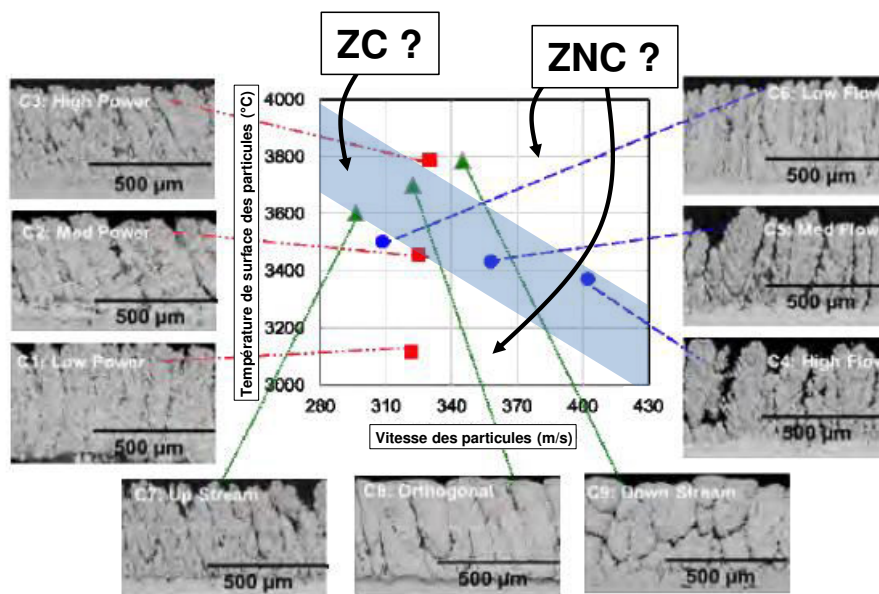 ZC ?
ZNC ?
C3: High Power
500 µm
C2: Med Power
500 µm
C1: Low Power
500 µm
Température de surface des particules (°C)
4000
3800
3600
3400
3200
3000
280
310
340
370
400
430
Vitesse des particules (m/s)
C6: Low Flow
500 µm
C5: Med Flow
500 µm
C4: High Flow
500 µm
C7: Up Stream
500 µm
C8: Orthogonal
500 µm
C9: Down Stream
500 µm